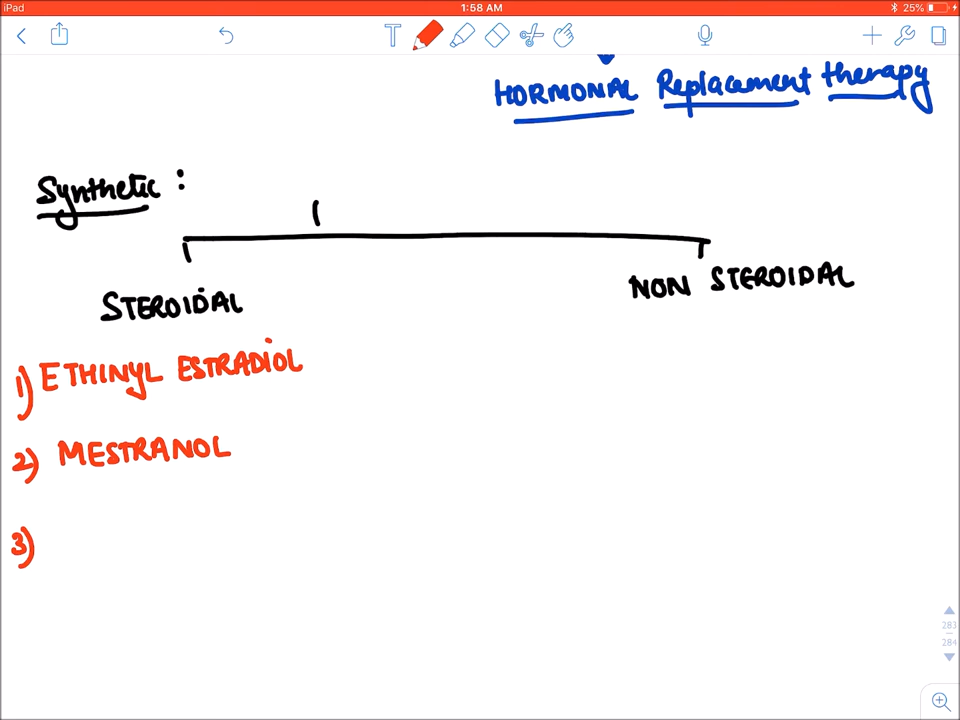 iPad
1:58 AM
25%
T
HORMONAL Replacement therapy
Synthetic :
STEROIDAL
NON STEROIDAL
1) ETHINYL ESTRADIOL
2) MESTRANOL
3)
283
284